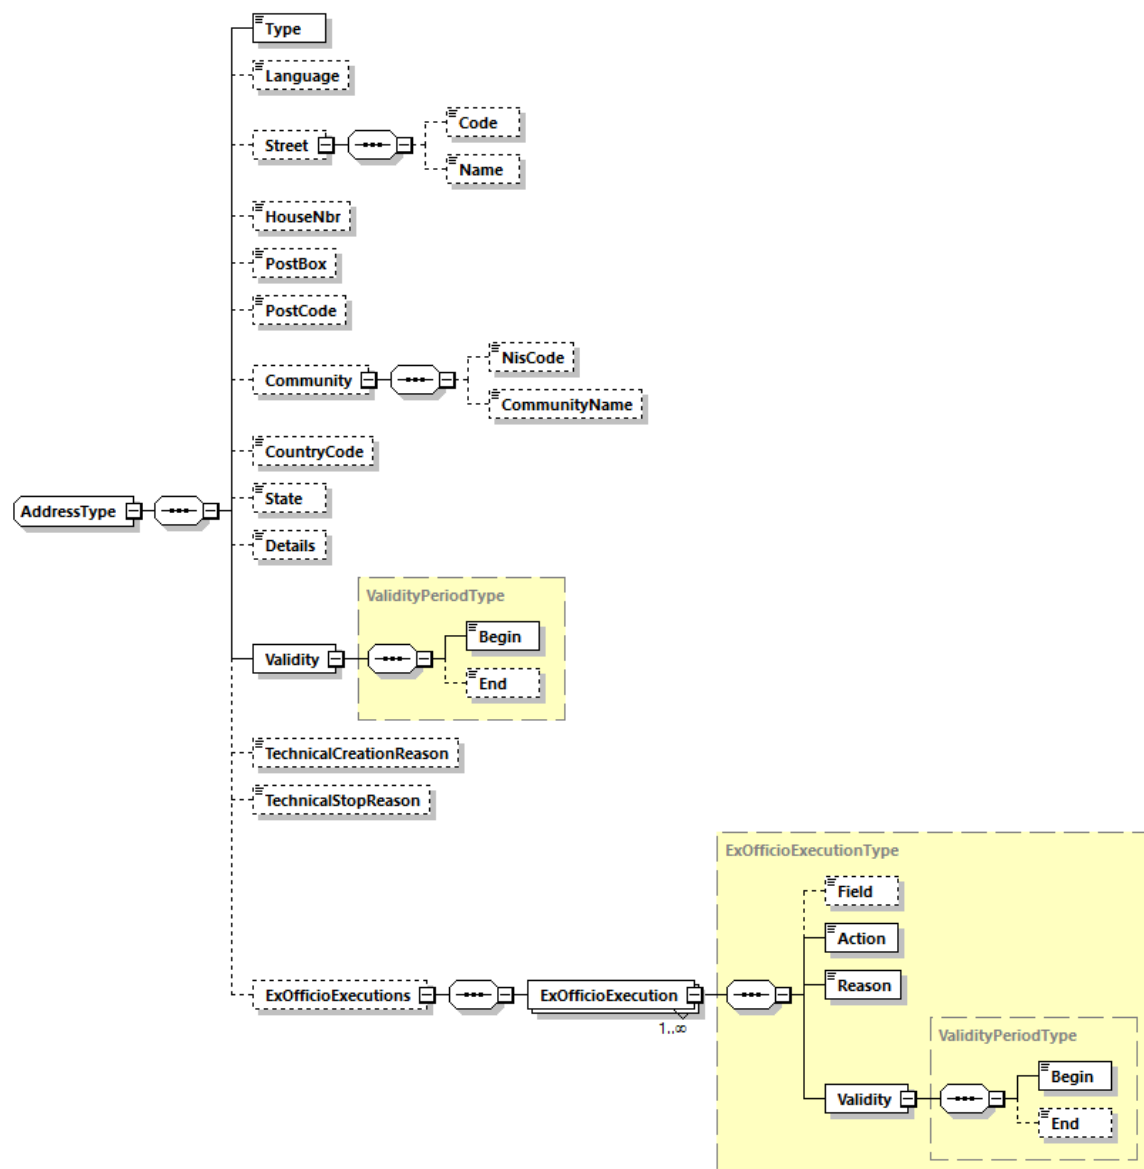 Type
Language
Street
Code
Name
HouseNbr
PostBox
PostCode
Community
NisCode
CommunityName
CountryCode
AddressType
State
Details
ValidityPeriodType
Validity
Begin
End
TechnicalCreationReason
TechnicalStopReason
ExOfficioExecutionType
Field
Action
Reason
ExOfficioExecutions
ExOfficioExecution
1..∞
ValidityPeriodType
Validity
Begin
End